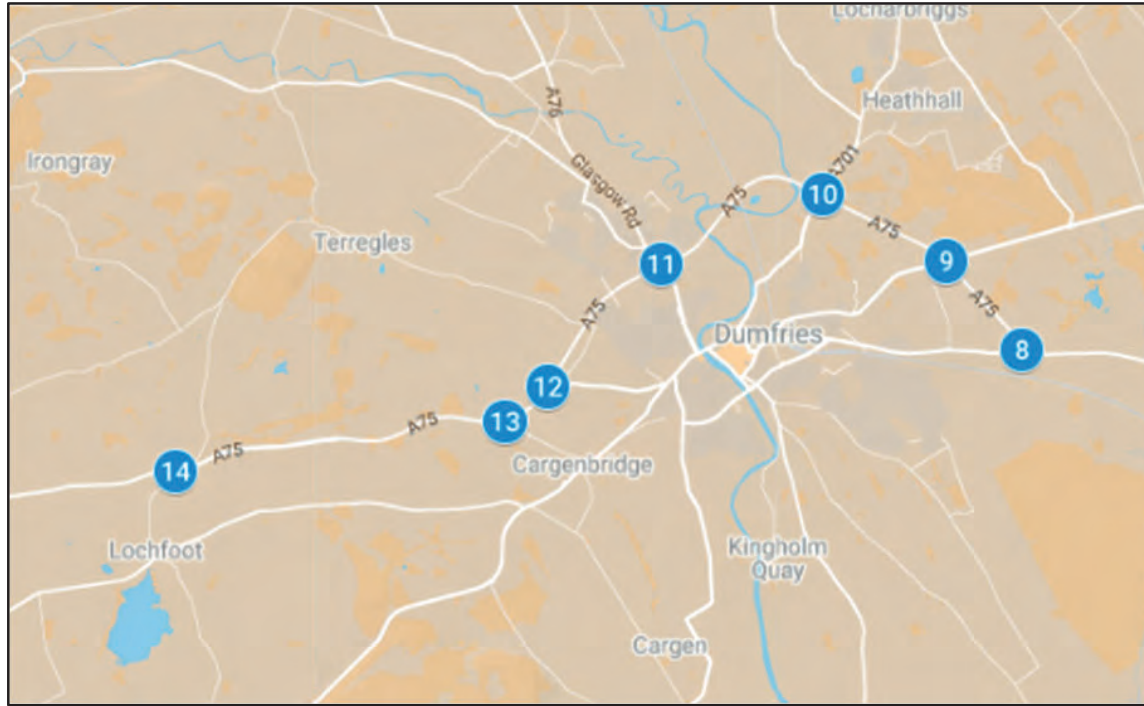 Locharbriggs
Heathhall
A76
Irongray
A701
Glasgow Rd
10
A75
A75
Terregles
11
9
A75
A75
Dumfries
8
12
13
A75
A75
14
Cargenbridge
Lochfoot
Kingholm
Quay
Cargen